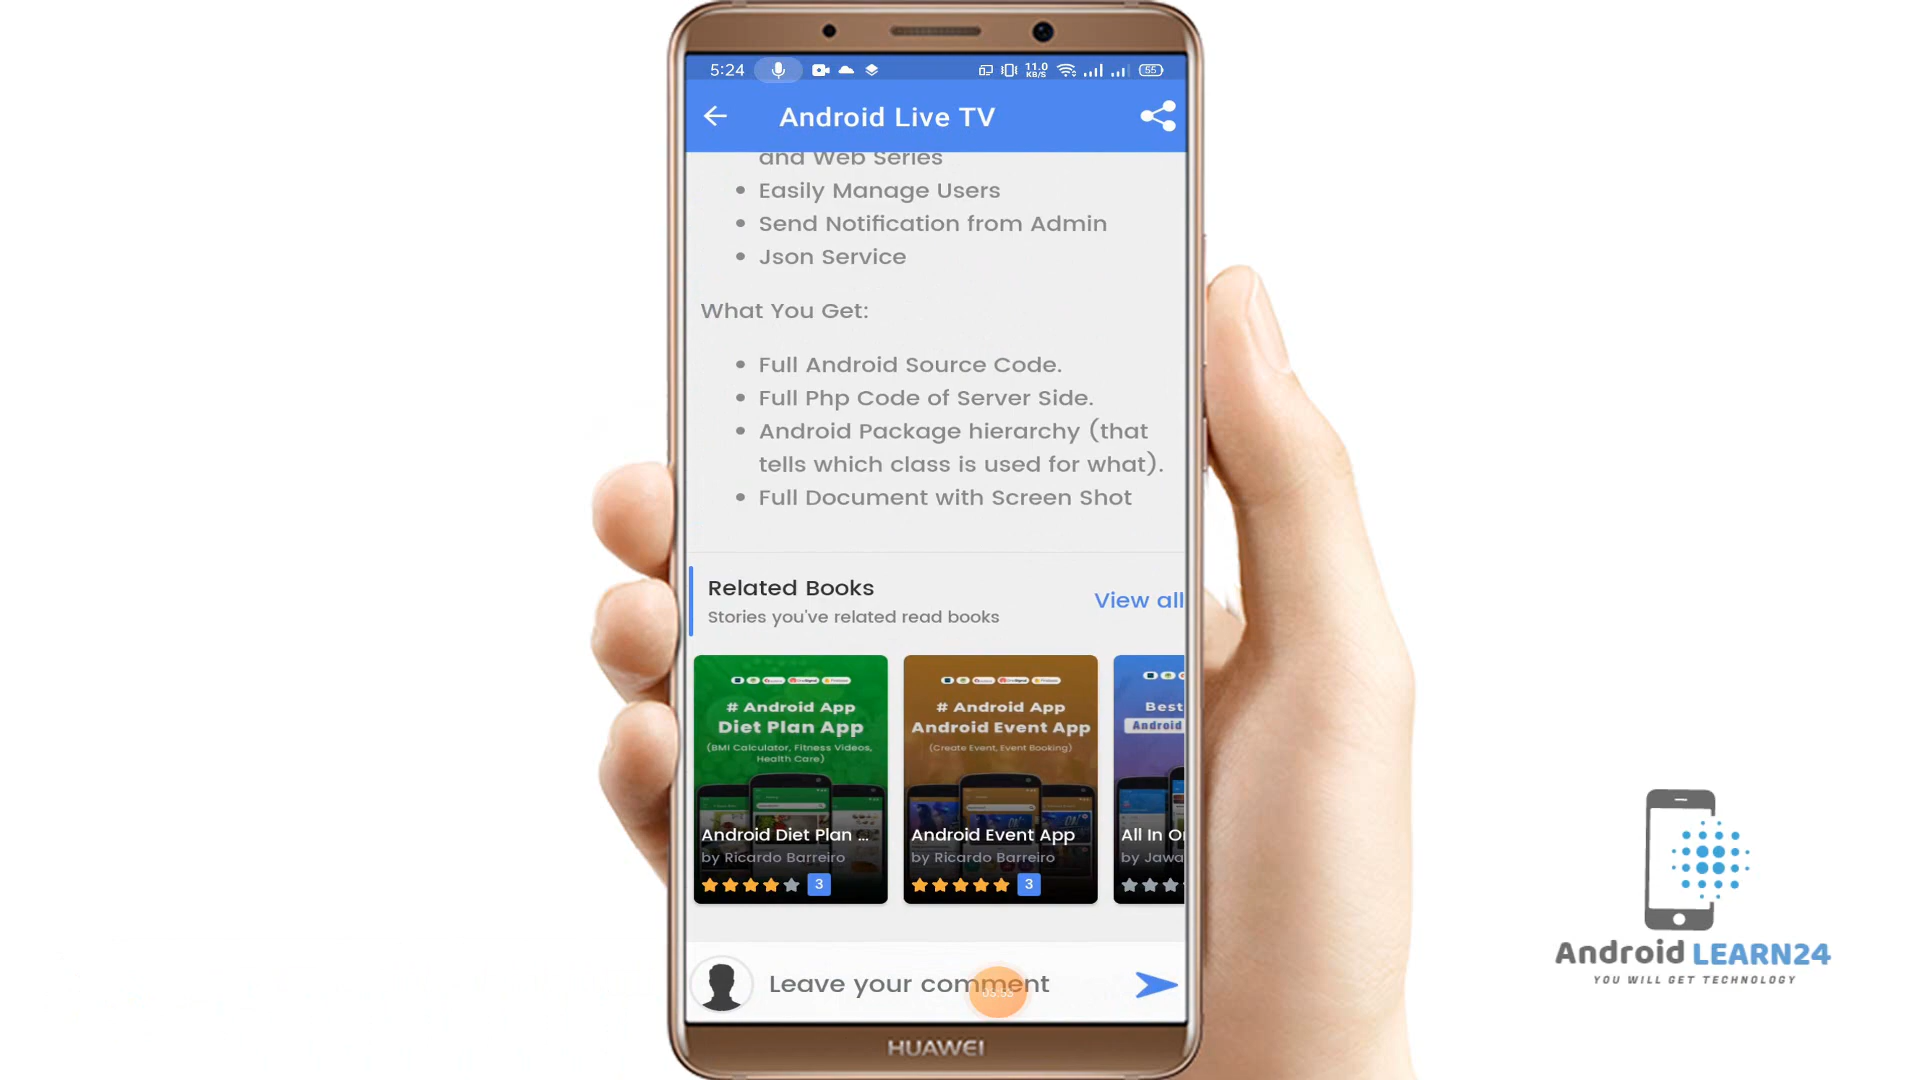 5:24
11.0
KB/S
55
Android Live TV
and Web Series
Easily Manage Users
Send Notification from Admin
Json Service
What You Get:
Full Android Source Code.
Full Php Code of Server Side.
Android Package hierarchy (that
tells which class is used for what).
Full Document with Screen Shot
Related Books
Stories you've related read books
View all
# Android App
Diet Plan App
(BMI Calculator, Fitness Videos,
Health Care)
Android Diet Plan ...
by Ricardo Barreiro
3
# Android App
Android Event App
(Create Event, Event Booking)
Android Event App
by Ricardo Barreiro
3
Best
Android
All In O
by Jawa
Leave your comment
HUAWEI
Android LEARN24
YOU WILL GET TECHNOLOGY